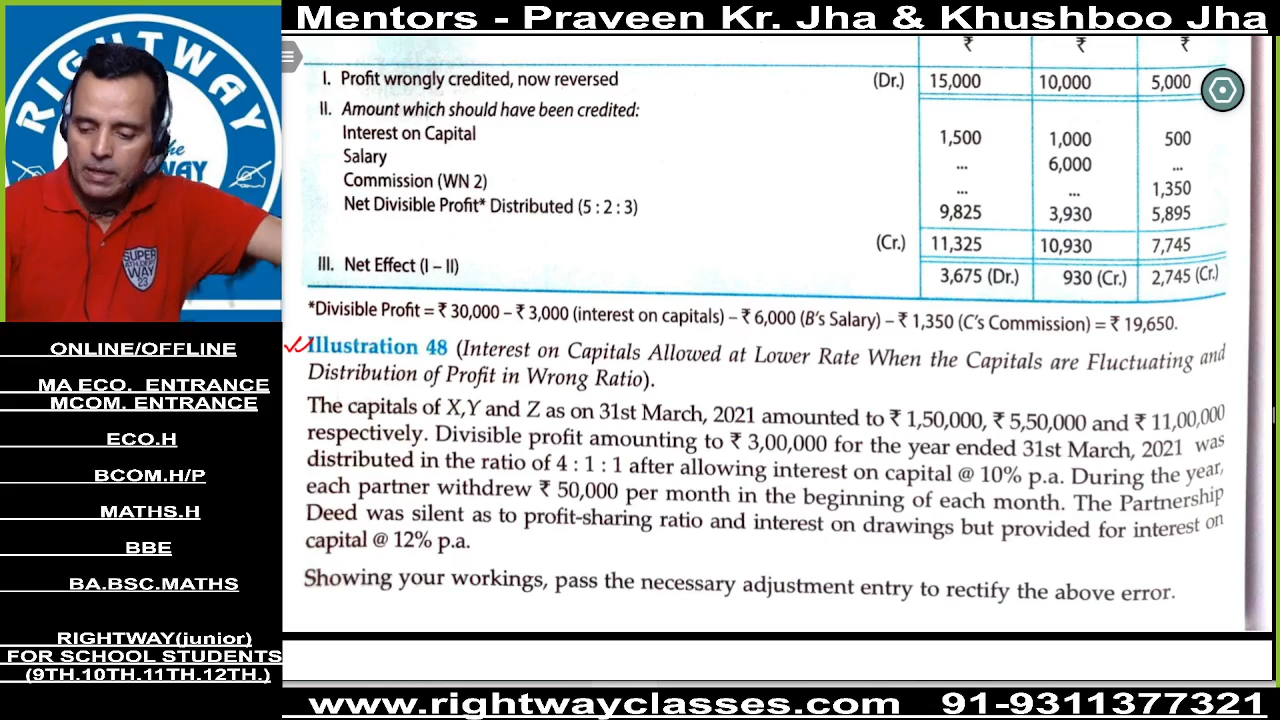 Mentors - Praveen Kr. Jha & Khushboo Jha
RIGHTWAY
the
WAY
SUPER
WAY
23
ONLINE/OFFLINE
MA ECO. ENTRANCE
MCOM. ENTRANCE
ECO.H
BCOM.H/P
MATHS.H
BBE
BA.BSC.MATHS
RIGHTWAY(junior)
FOR SCHOOL STUDENTS
(9TH.10TH.11TH.12TH.)
₹ ₹ ₹
I. Profit wrongly credited, now reversed (Dr.) 15,000 10,000 5,000
II. Amount which should have been credited:
Interest on Capital 1,500 1,000 500
Salary ... 6,000 ...
Commission (WN 2) ... ... 1,350
Net Divisible Profit* Distributed (5 : 2 : 3) 9,825 3,930 5,895
(Cr.) 11,325 10,930 7,745
III. Net Effect (I – II) 3,675 (Dr.) 930 (Cr.) 2,745 (Cr.)
*Divisible Profit = ₹ 30,000 – ₹ 3,000 (interest on capitals) – ₹ 6,000 (B's Salary) – ₹ 1,350 (C's Commission) = ₹ 19,650.
Illustration 48 (Interest on Capitals Allowed at Lower Rate When the Capitals are Fluctuating and
Distribution of Profit in Wrong Ratio).
The capitals of X,Y and Z as on 31st March, 2021 amounted to ₹ 1,50,000, ₹ 5,50,000 and ₹ 11,00,000
respectively. Divisible profit amounting to ₹ 3,00,000 for the year ended 31st March, 2021 was
distributed in the ratio of 4 : 1 : 1 after allowing interest on capital @ 10% p.a. During the year,
each partner withdrew ₹ 50,000 per month in the beginning of each month. The Partnership
Deed was silent as to profit-sharing ratio and interest on drawings but provided for interest on
capital @ 12% p.a.
Showing your workings, pass the necessary adjustment entry to rectify the above error.
www.rightwayclasses.com 91-9311377321